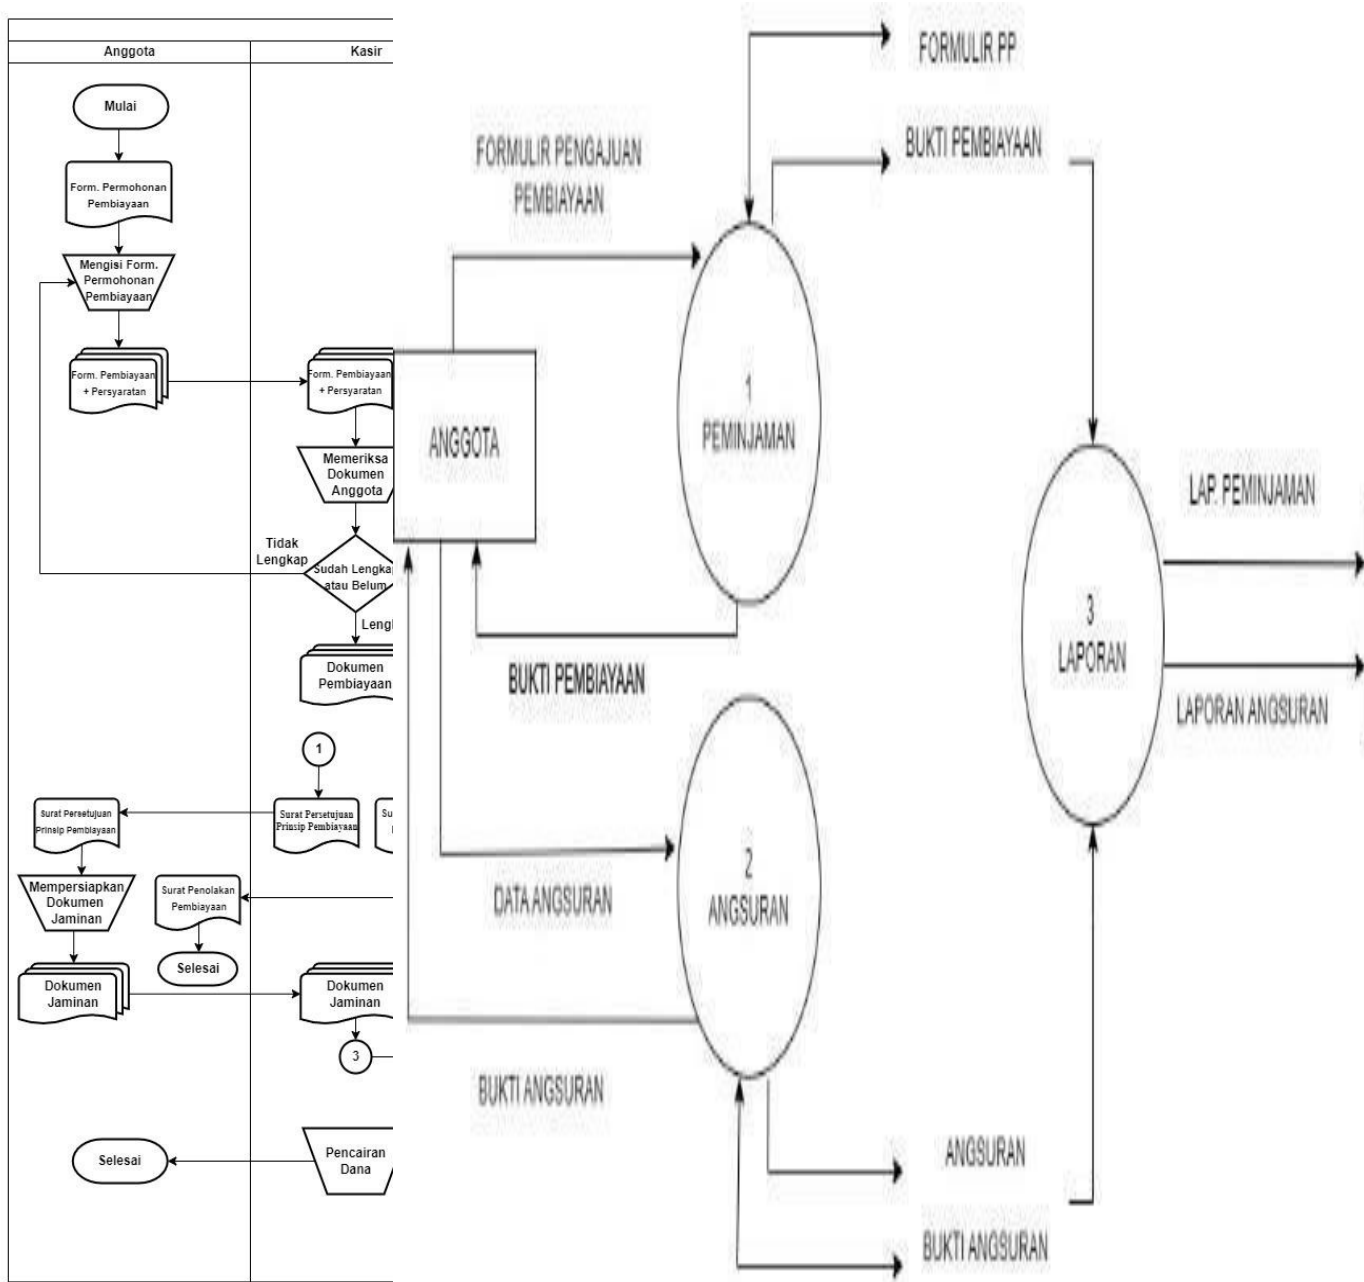 Anggota
Kasir
Mulai
Form. Permohonan
Pembiayaan
Mengisi Form.
Permohonan
Pembiayaan
Form. Pembiayaan
+ Persyaratan
Form. Pembiayaan
+ Persyaratan
Memeriksa
Dokumen
Anggota
Tidak
Lengkap
Sudah Lengka
atau Belum
Leng
Dokumen
Pembiayaan
1
Surat Persetujuan
Prinsip Pembiayaan
Surat Persetujuan
Prinsip Pembiayaan
Su
Mempersiapkan
Dokumen
Jaminan
Surat Penolakan
Pembiayaan
Selesai
Dokumen
Jaminan
Dokumen
Jaminan
3
Selesai
Pencairan
Dana
FORMULIR PP
BUKTI PEMBIAYAAN
FORMULIR PENGAJUAN
PEMBIAYAAN
ANGGOTA
1
PEMINJAMAN
BUKTI PEMBIAYAAN
LAP. PEMINJAMAN
3
LAPORAN
LAPORAN ANGSURAN
2
ANGSURAN
DATA ANGSURAN
BUKTI ANGSURAN
ANGSURAN
BUKTI ANGSURAN